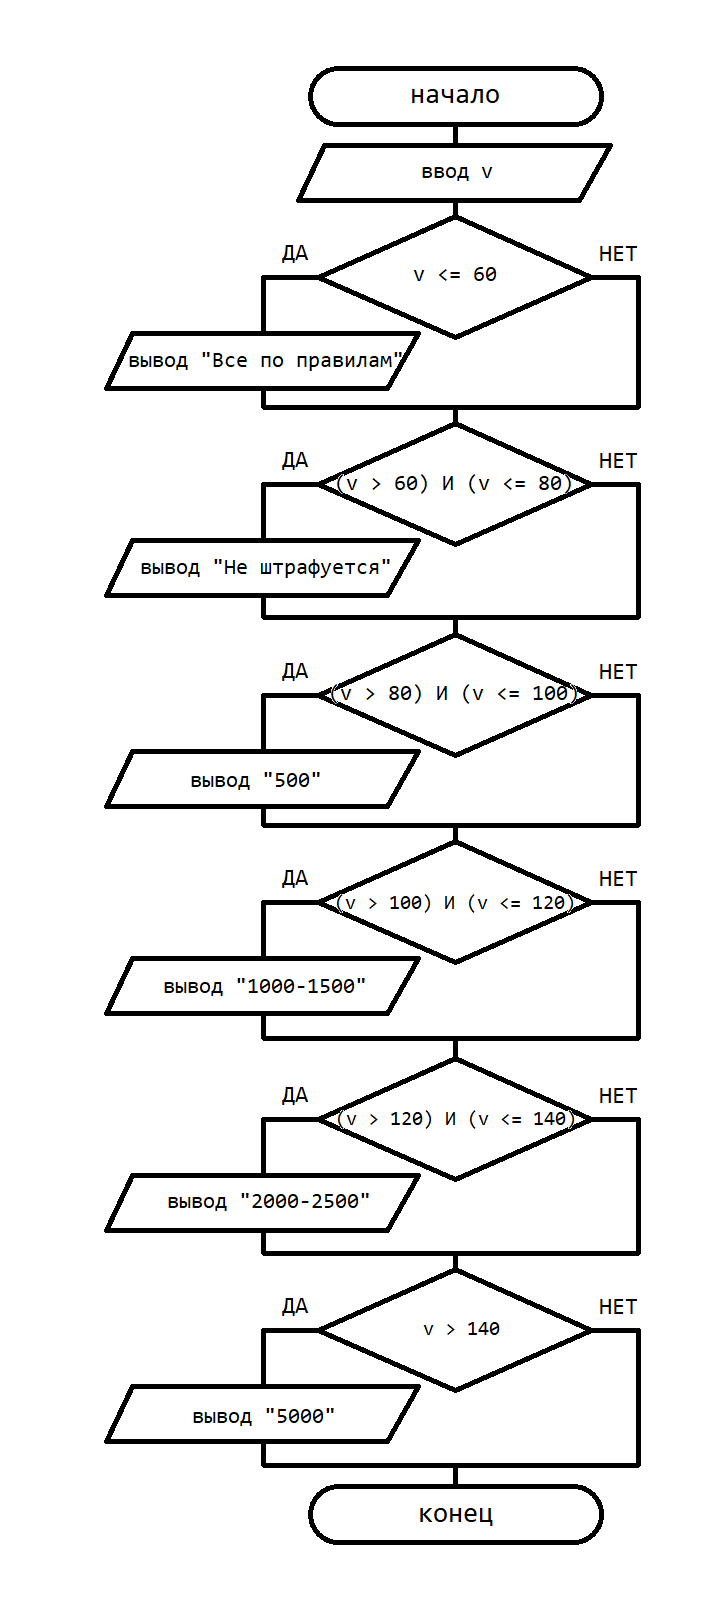 начало
ввод v
ДА
НЕТ
v <= 60
вывод "Все по правилам"
ДА
НЕТ
(v > 60) И (v <= 80)
вывод "Не штрафуется"
ДА
НЕТ
(v > 80) И (v <= 100)
вывод "500"
ДА
НЕТ
(v > 100) И (v <= 120)
вывод "1000-1500"
ДА
НЕТ
(v > 120) И (v <= 140)
вывод "2000-2500"
ДА
НЕТ
v > 140
вывод "5000"
конец